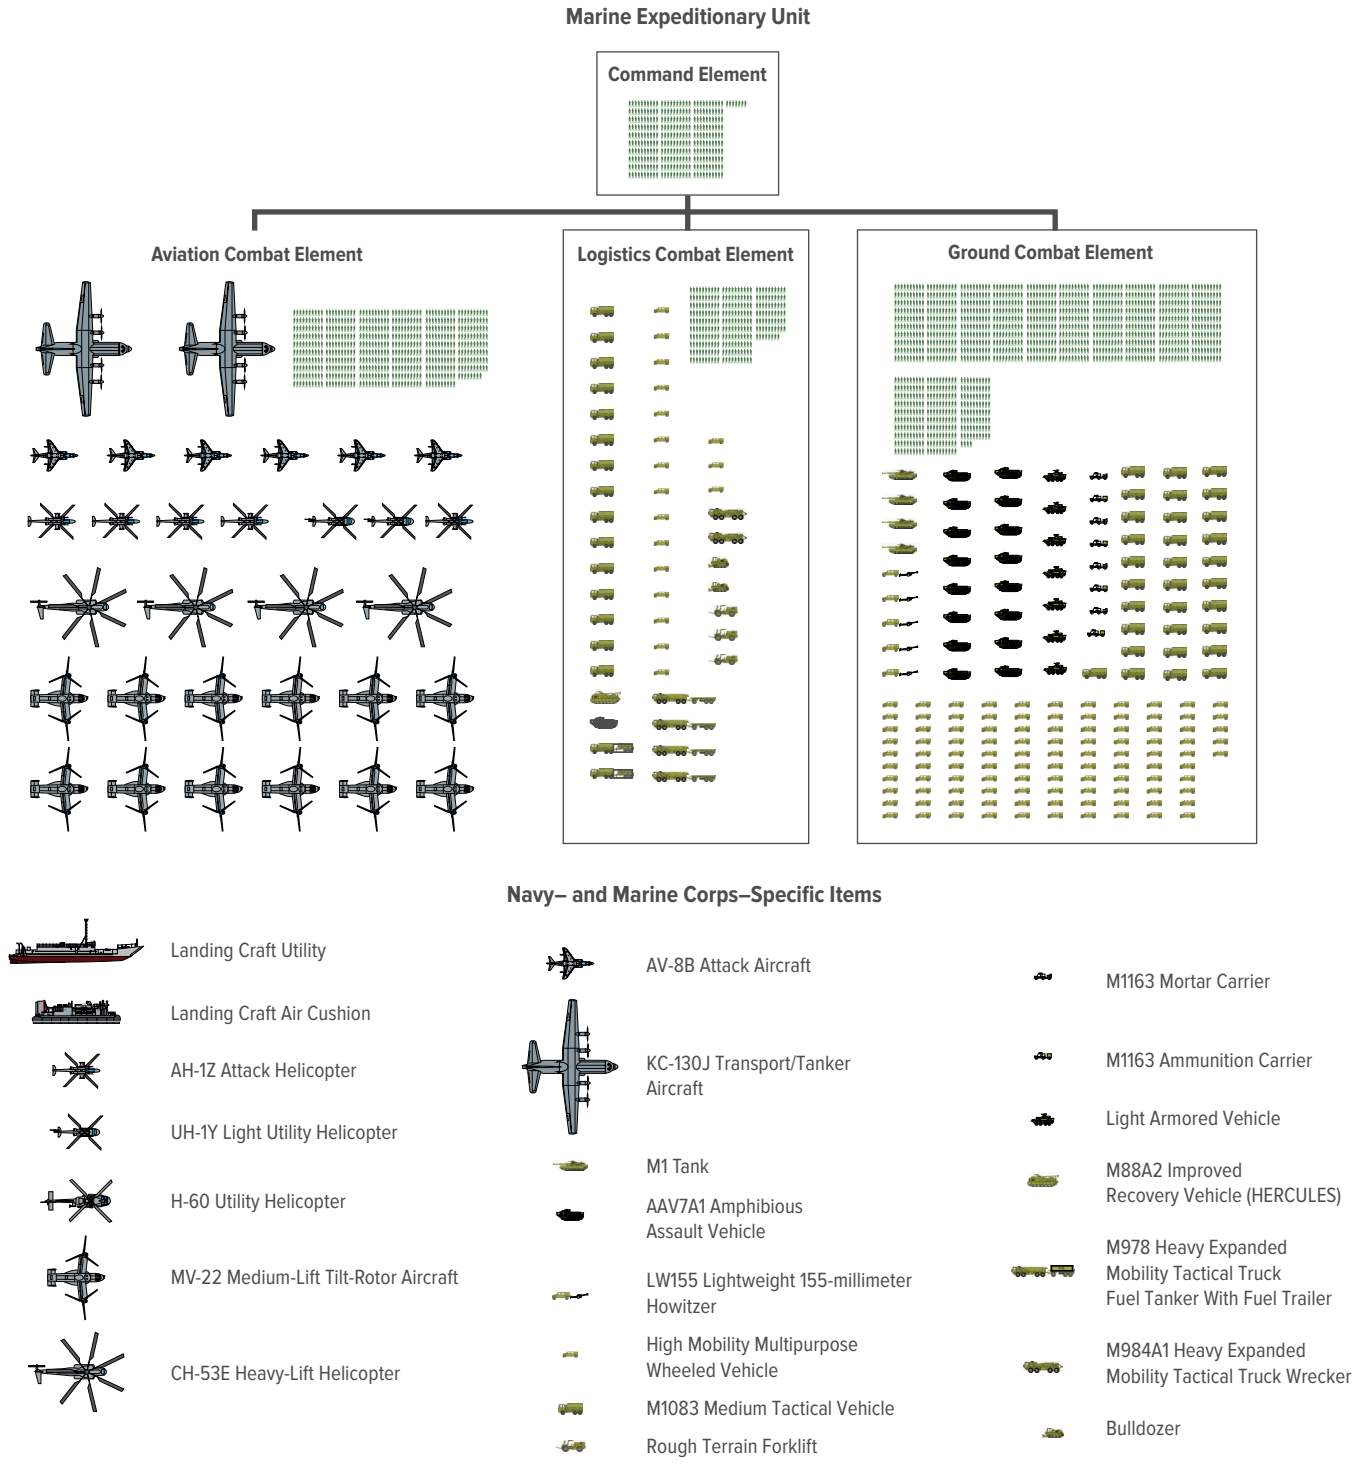 Marine Expeditionary Unit
Command Element
Aviation Combat Element
Logistics Combat Element
Ground Combat Element
Navy– and Marine Corps–Specific Items
Landing Craft Utility
Landing Craft Air Cushion
AH-1Z Attack Helicopter
UH-1Y Light Utility Helicopter
H-60 Utility Helicopter
MV-22 Medium-Lift Tilt-Rotor Aircraft
CH-53E Heavy-Lift Helicopter
AV-8B Attack Aircraft
KC-130J Transport/Tanker
Aircraft
M1 Tank
AAV7A1 Amphibious
Assault Vehicle
LW155 Lightweight 155-millimeter
Howitzer
High Mobility Multipurpose
Wheeled Vehicle
M1083 Medium Tactical Vehicle
Rough Terrain Forklift
M1163 Mortar Carrier
M1163 Ammunition Carrier
Light Armored Vehicle
M88A2 Improved
Recovery Vehicle (HERCULES)
M978 Heavy Expanded
Mobility Tactical Truck
Fuel Tanker With Fuel Trailer
M984A1 Heavy Expanded
Mobility Tactical Truck Wrecker
Bulldozer